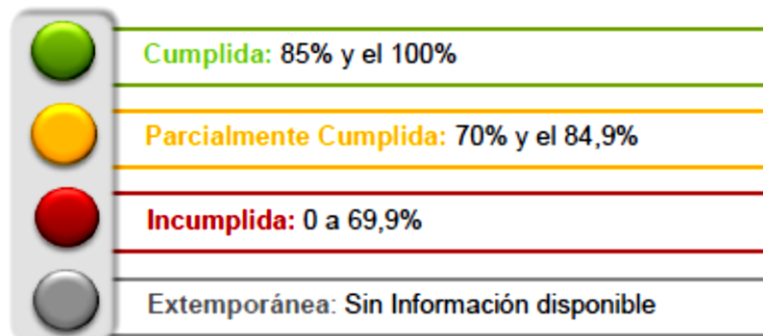 Cumplida: 85% y el 100%
Parcialmente Cumplida: 70% y el 84,9%
Incumplida: 0 a 69,9%
Extemporánea: Sin Información disponible